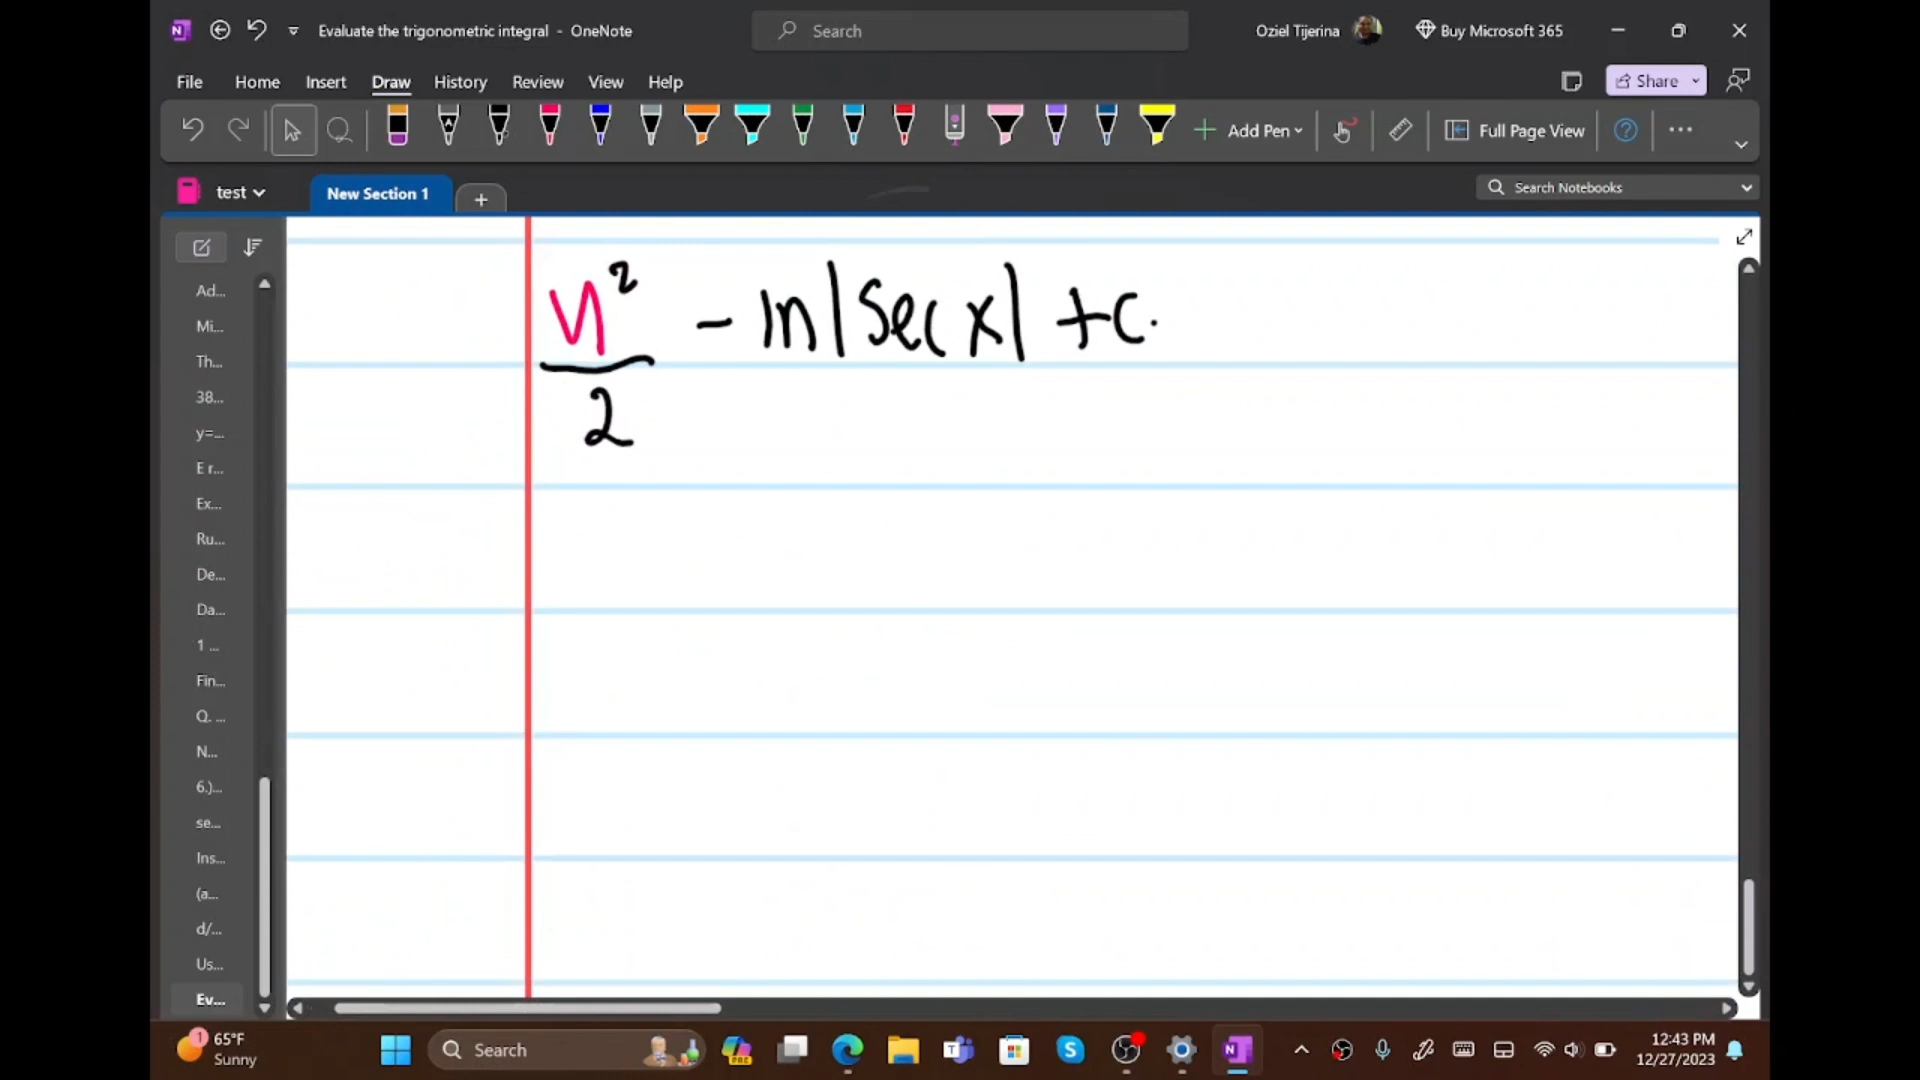 Evaluate the trigonometric integral - OneNote
Search
Oziel Tijerina
Buy Microsoft 365
File Home Insert Draw History Review View Help
Share
Add Pen
Full Page View
test
New Section 1
+
Search Notebooks
Ad...
Mi...
Th...
38...
y=...
E r...
Ex...
Ru...
De...
Da...
1 ...
Fin...
Q. ...
N...
6.)...
se...
Ins...
(a...
d/...
Us...
Ev...
u² - ln|Sec x| +c.
2
1
65°F
Sunny
Search
PRE
12:43 PM
12/27/2023